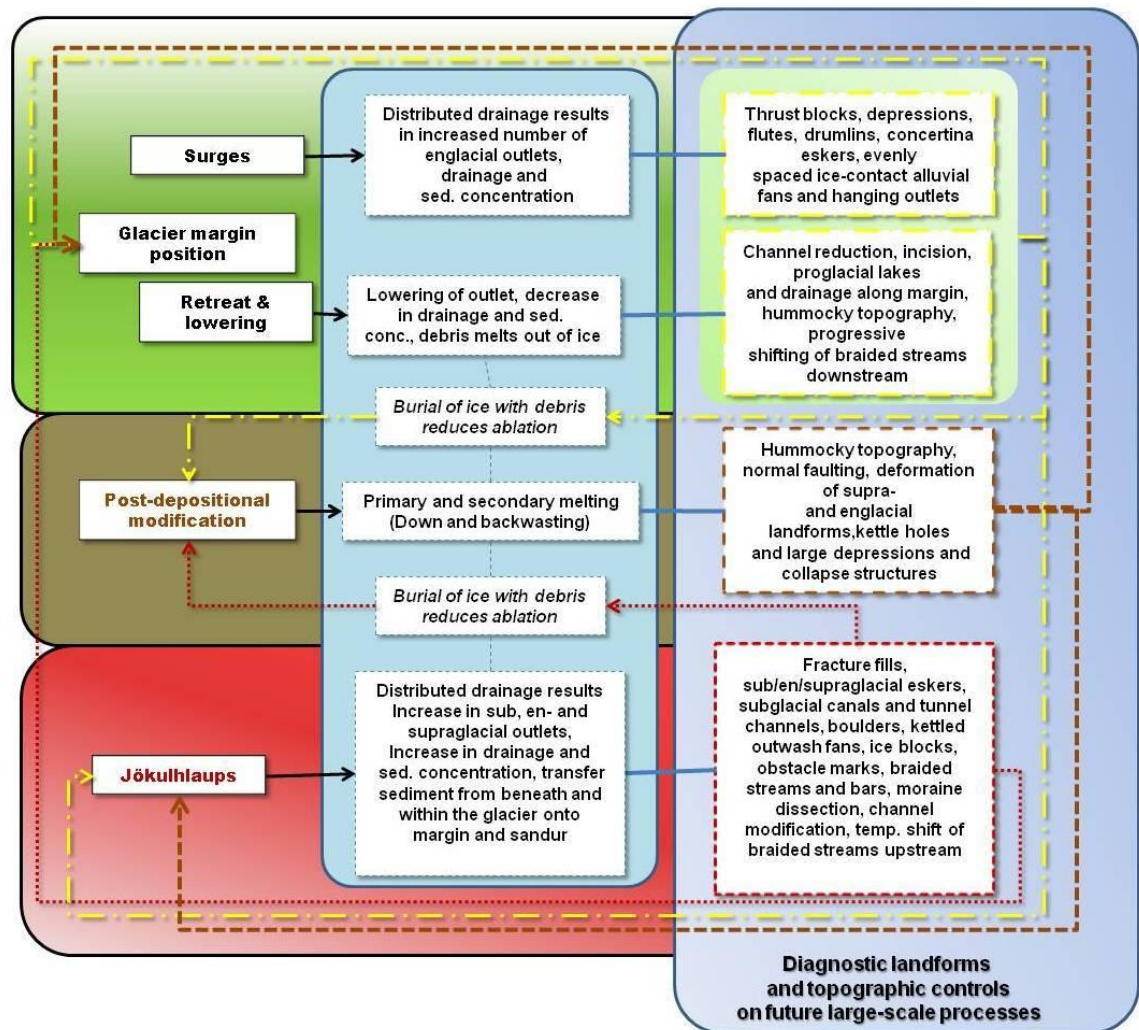 Surges
Distributed drainage results
in increased number of
englacial outlets,
drainage and
sed. concentration
Thrust blocks, depressions,
flutes, drumlins, concertina
eskers, evenly
spaced ice-contact alluvial
fans and hanging outlets
Glacier margin
position
Retreat &
lowering
Lowering of outlet, decrease
in drainage and sed.
conc., debris melts out of ice
Channel reduction, incision,
proglacial lakes
and drainage along margin,
hummocky topography,
progressive
shifting of braided streams
downstream
Burial of ice with debris
reduces ablation
Post-depositional
modification
Primary and secondary melting
(Down and backwasting)
Hummocky topography,
normal faulting, deformation
of supra-
and englacial
landforms,kettle holes
and large depressions and
collapse structures
Burial of ice with debris
reduces ablation
Jökulhlaups
Distributed drainage results
Increase in sub, en- and
supraglacial outlets,
Increase in drainage and
sed. concentration, transfer
sediment from beneath and
within the glacier onto
margin and sandur
Fracture fills,
sub/en/supraglacial eskers,
subglacial canals and tunnel
channels, boulders, kettled
outwash fans, ice blocks,
obstacle marks, braided
streams and bars, moraine
dissection, channel
modification, temp. shift of
braided streams upstream
Diagnostic landforms
and topographic controls
on future large-scale processes